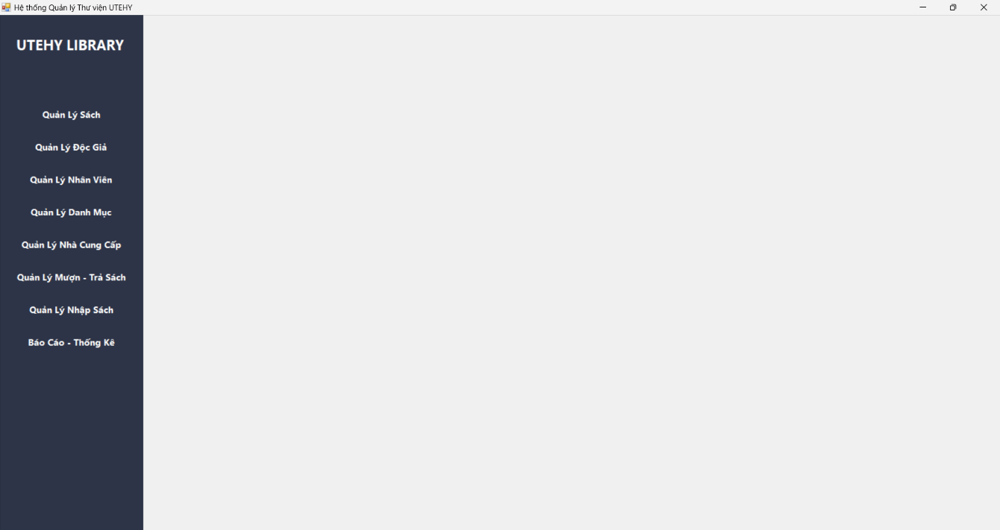 Hệ thống Quản lý Thư viện UTEHY
UTEHY LIBRARY
Quản Lý Sách
Quản Lý Độc Giả
Quản Lý Nhân Viên
Quản Lý Danh Mục
Quản Lý Nhà Cung Cấp
Quản Lý Mượn - Trả Sách
Quản Lý Nhập Sách
Báo Cáo - Thống Kê